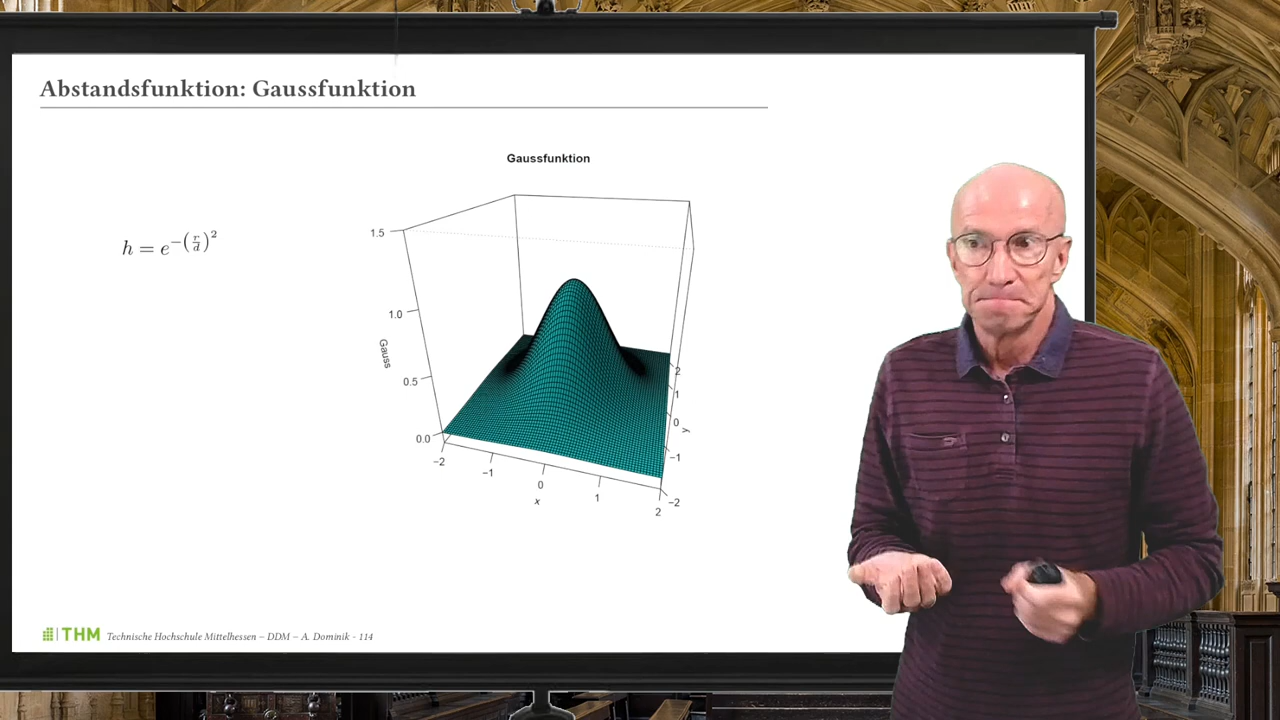 Abstandsfunktion: Gaussfunktion
Gaussfunktion
h = e^{-(r/d)^2}
1.5
1.0
0.5
0.0
Gauss
−2
−1
0
1
2
x
2
1
0
−1
−2
y
THM Technische Hochschule Mittelhessen – DDM – A. Dominik - 114